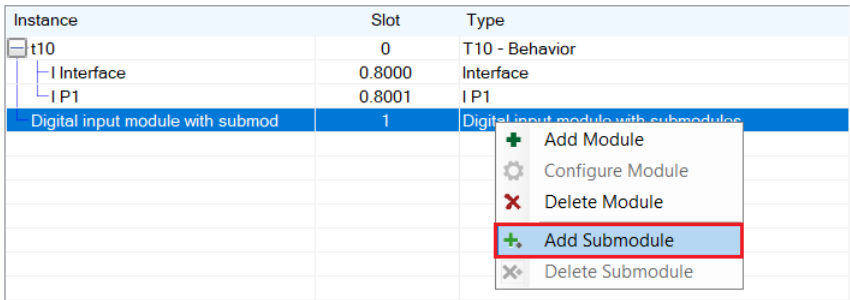 Instance Slot Type
t10 0 T10 - Behavior
I Interface 0.8000 Interface
I P1 0.8001 I P1
Digital input module with submod 1 Digital input module with submodules
Add Module
Configure Module
Delete Module
Add Submodule
Delete Submodule